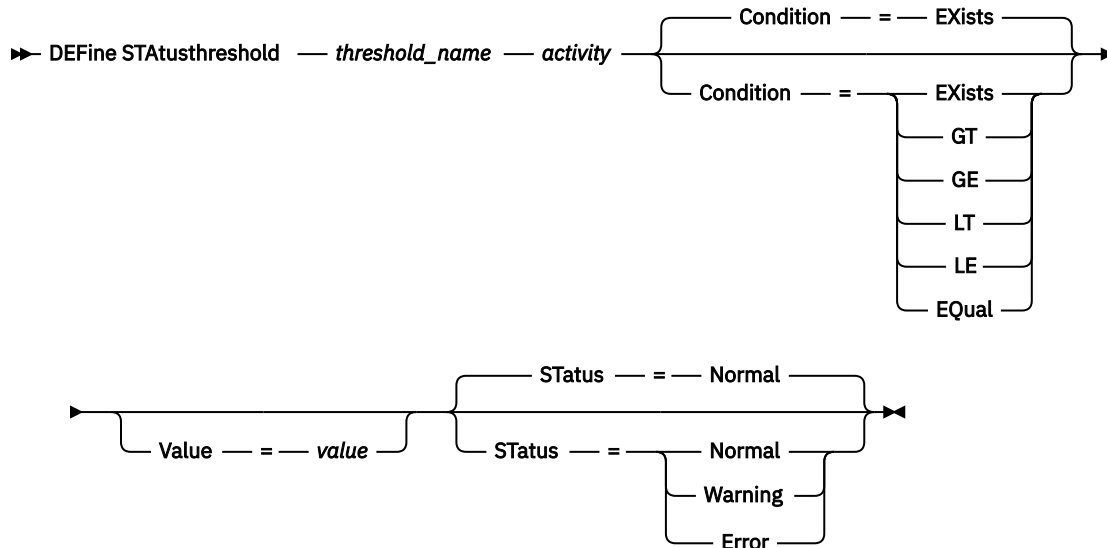 Condition = EXists
DEFine STAtusthreshold threshold_name activity
Condition = EXists
GT
GE
LT
LE
EQual
STatus = Normal
Value = value
STatus = Normal
Warning
Error